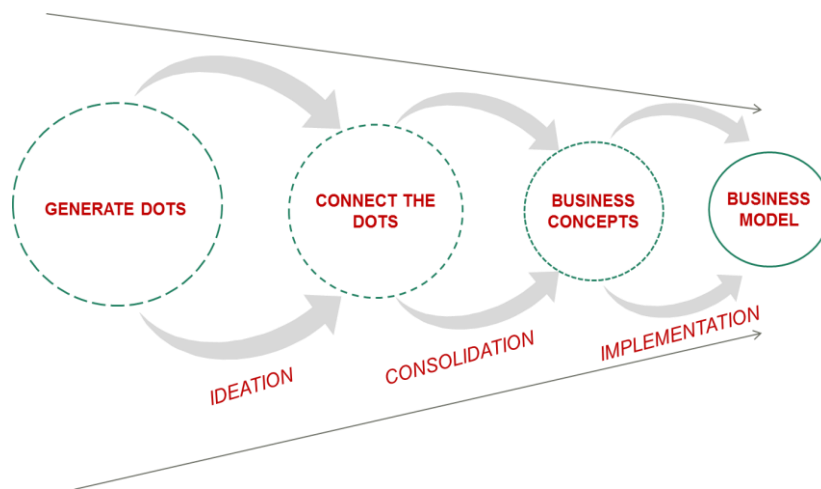 GENERATE DOTS
CONNECT THE
DOTS
BUSINESS
CONCEPTS
BUSINESS
MODEL
IDEATION
CONSOLIDATION
IMPLEMENTATION